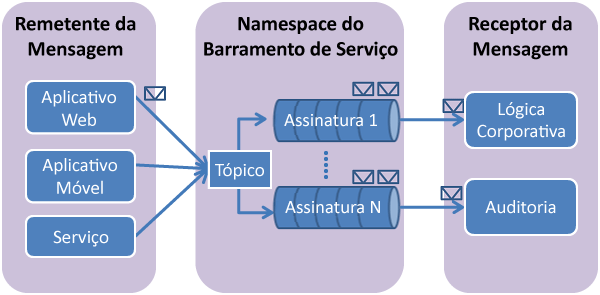 Remetente da
Mensagem
Namespace do
Barramento de Serviço
Receptor da
Mensagem
Aplicativo
Web
Aplicativo
Móvel
Serviço
Tópico
Assinatura 1
Assinatura N
Lógica
Corporativa
Auditoria